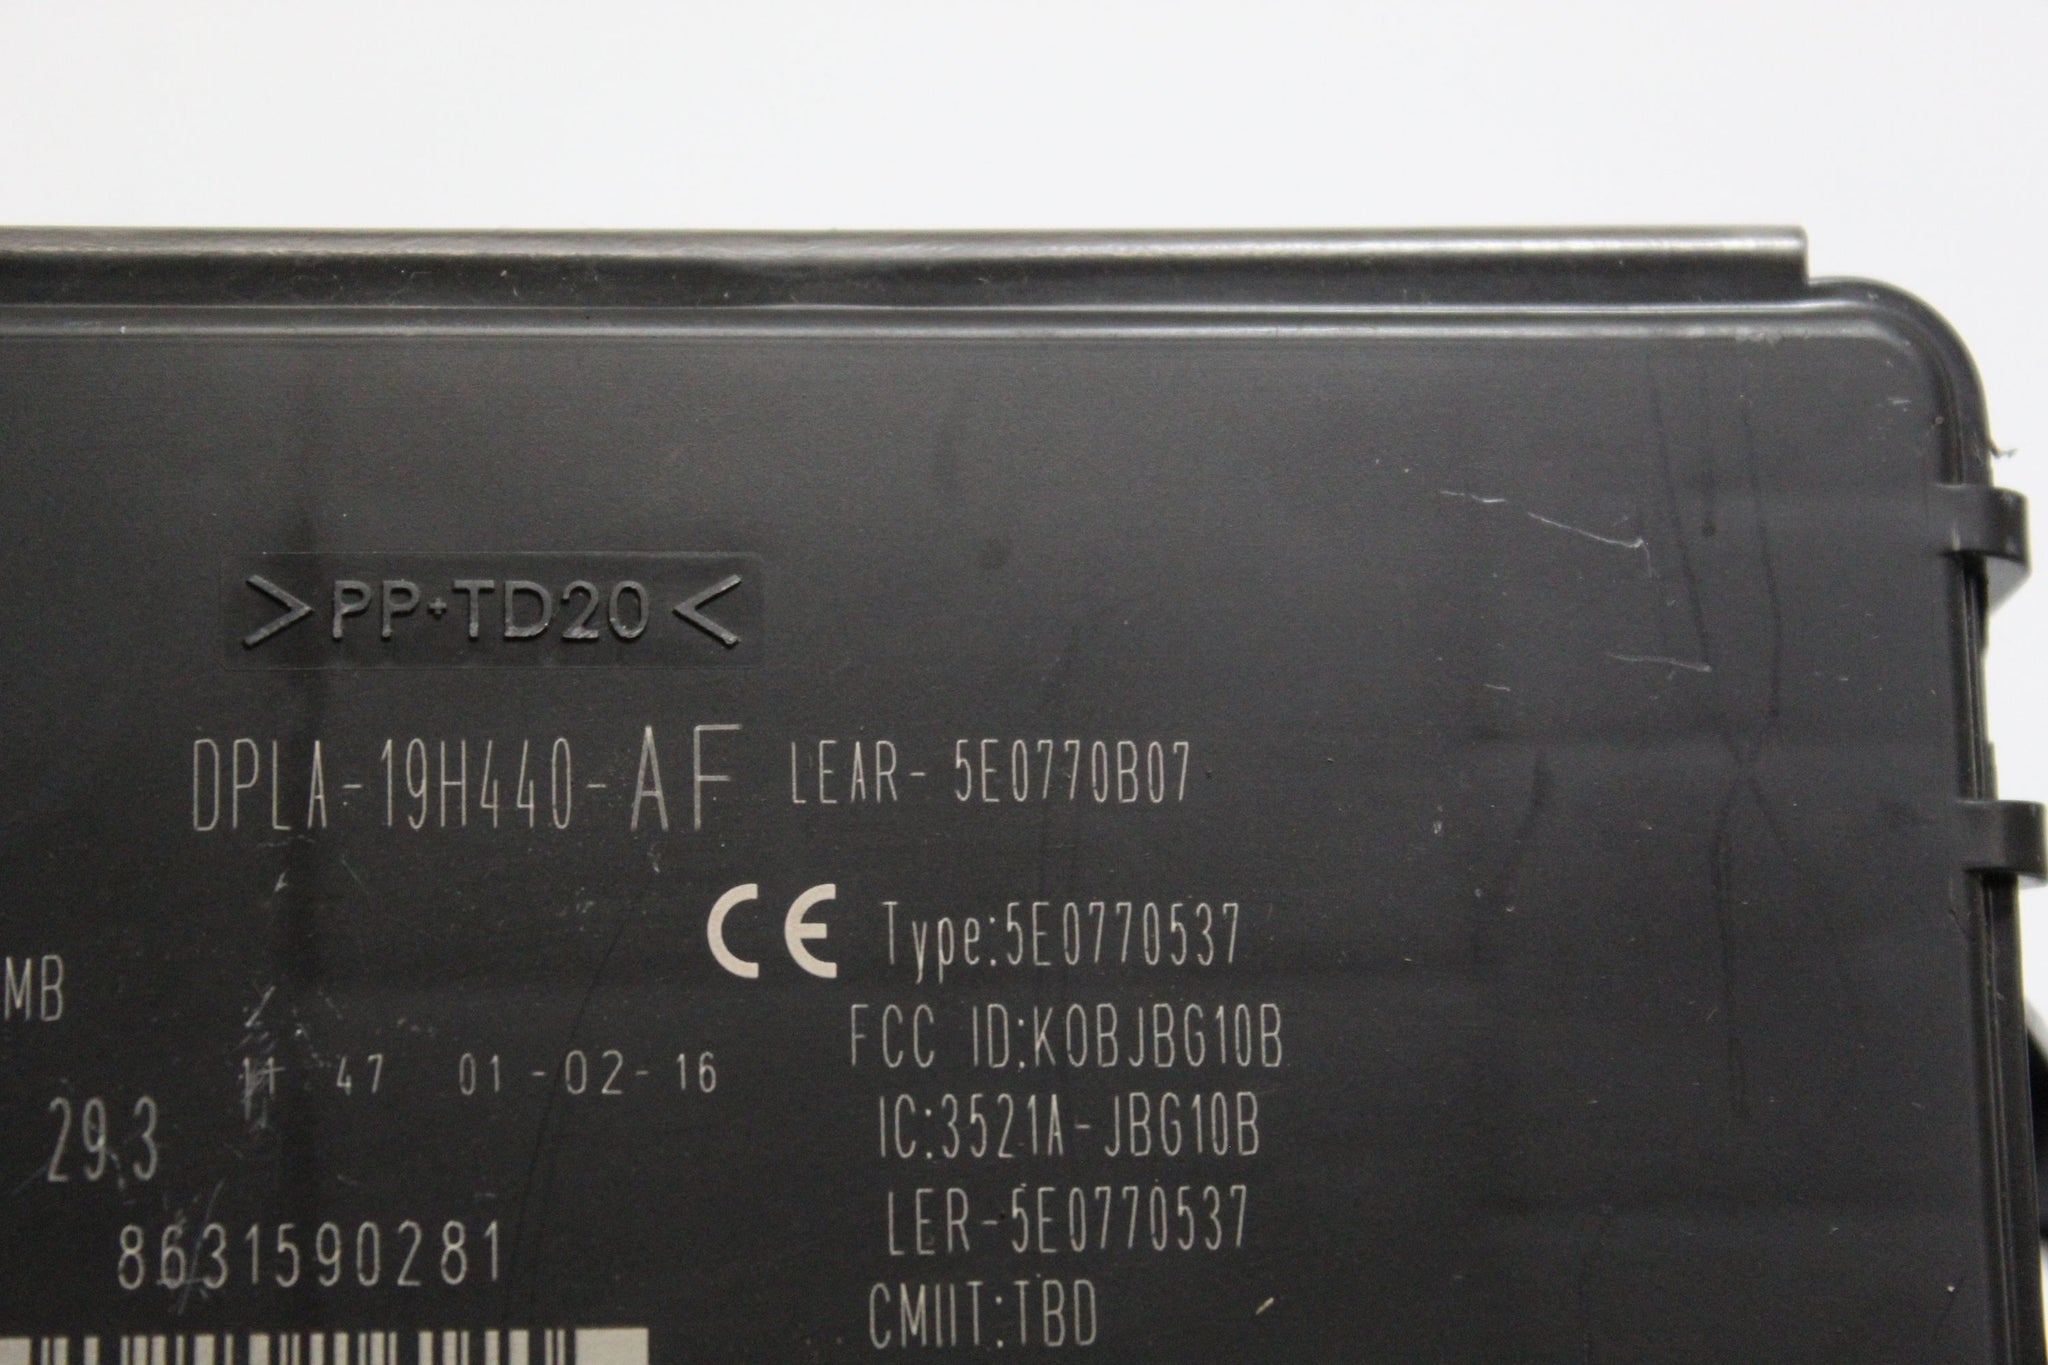 >PP+TD20<
DPLA-19H440-AF LEAR- 5E0770B07
CE Type:5E0770537
MB
FCC ID:KOBJBG10B
11 47 01-02-16
29.3
IC:3521A-JBG10B
LER-5E0770537
8631590281
CMIIT:TBD